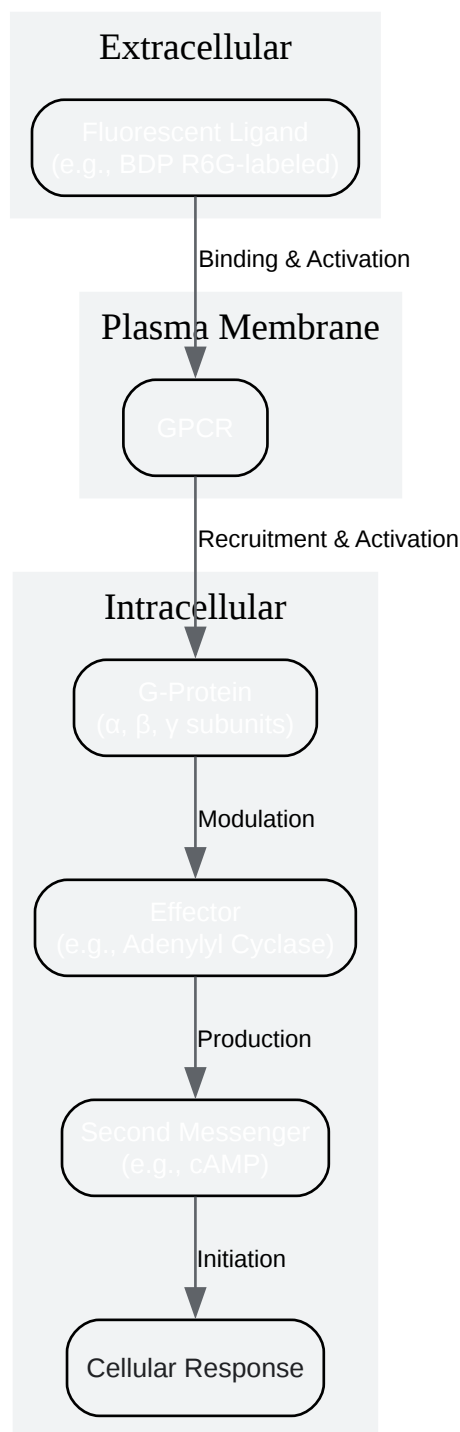 Extracellular
Fluorescent Ligand
(e.g., BDP R6G-labeled)
Binding & Activation
Plasma Membrane
GPCR
Recruitment & Activation
Intracellular
G-Protein
(α, β, γ subunits)
Modulation
Effector
(e.g., Adenylyl Cyclase)
Production
Second Messenger
(e.g., cAMP)
Initiation
Cellular Response